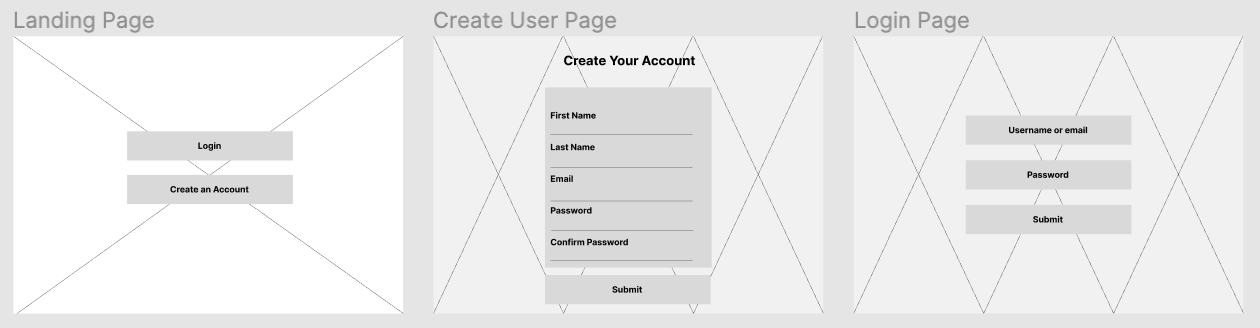 Landing Page
Login
Create an Account
Create User Page
Create Your Account
First Name
Last Name
Email
Password
Confirm Password
Submit
Login Page
Username or email
Password
Submit